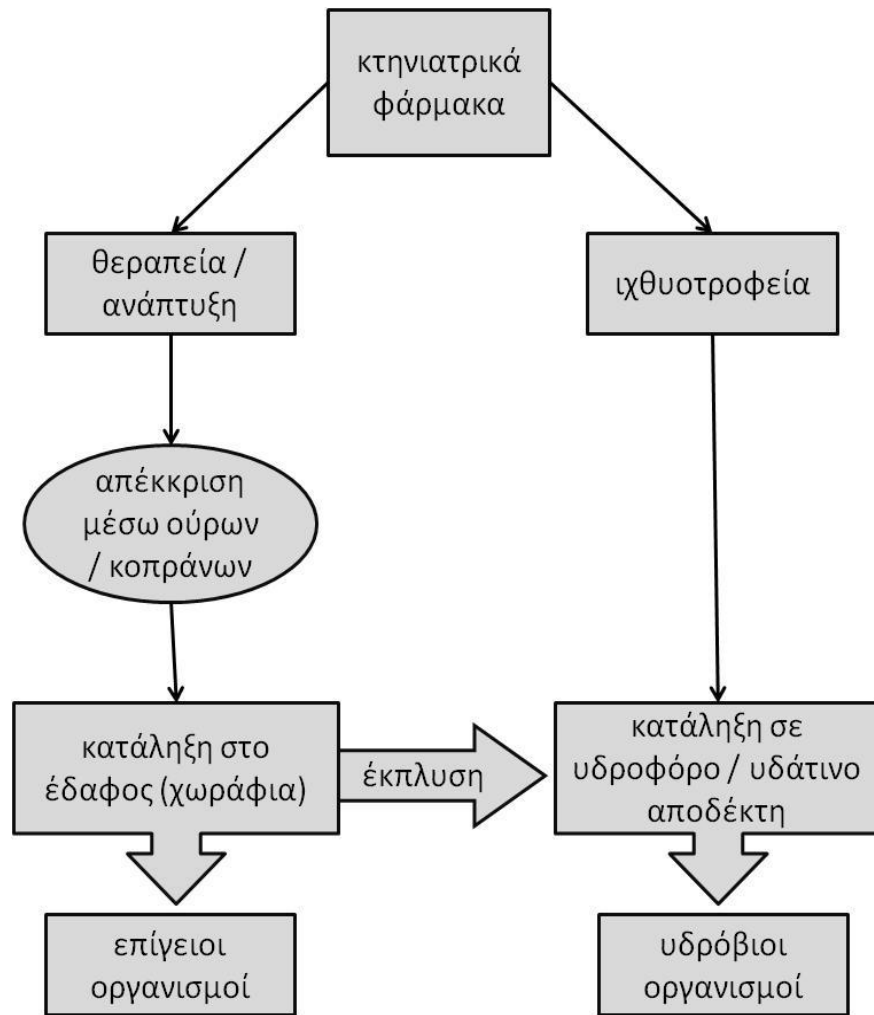 κτηνιατρικά
φάρμακα
θεραπεία /
ανάπτυξη
ιχθυοτροφεία
απέκκριση
μέσω ούρων
/ κοπράνων
κατάληξη στο
έδαφος (χωράφια)
έκπλυση
κατάληξη σε
υδροφόρο / υδάτινο
αποδέκτη
επίγειοι
οργανισμοί
υδρόβιοι
οργανισμοί